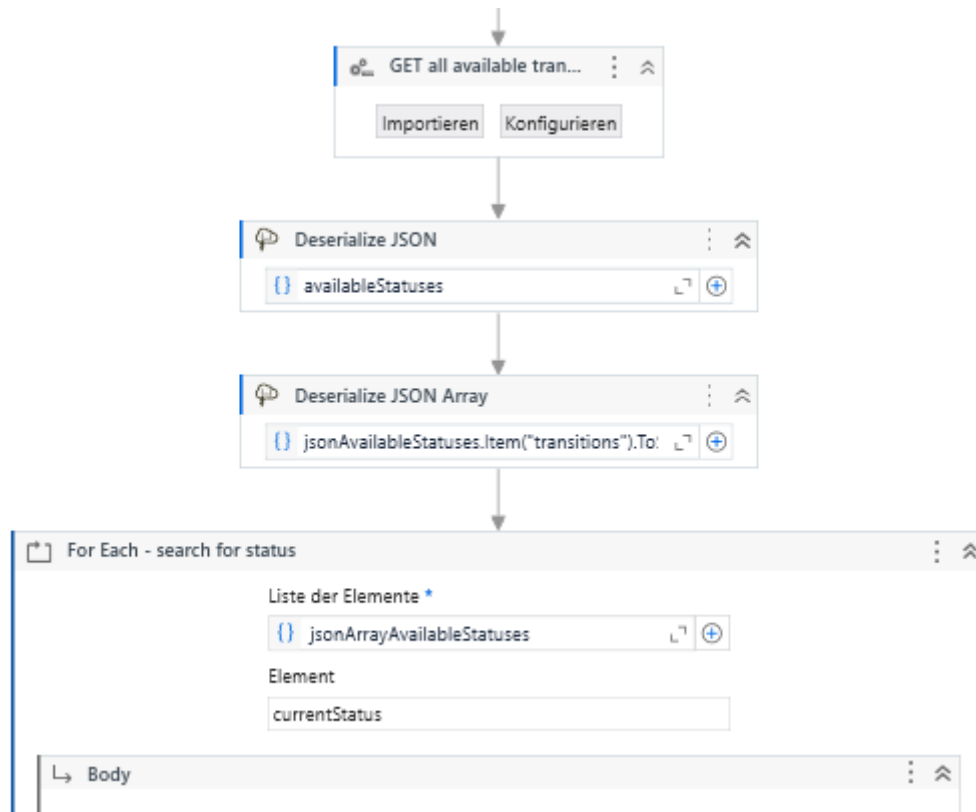 GET all available tran...
Importieren Konfigurieren
Deserialize JSON
{} availableStatuses
Deserialize JSON Array
{} jsonAvailableStatuses.Item("transitions").To
For Each - search for status
Liste der Elemente *
{} jsonArrayAvailableStatuses
Element
currentStatus
Body